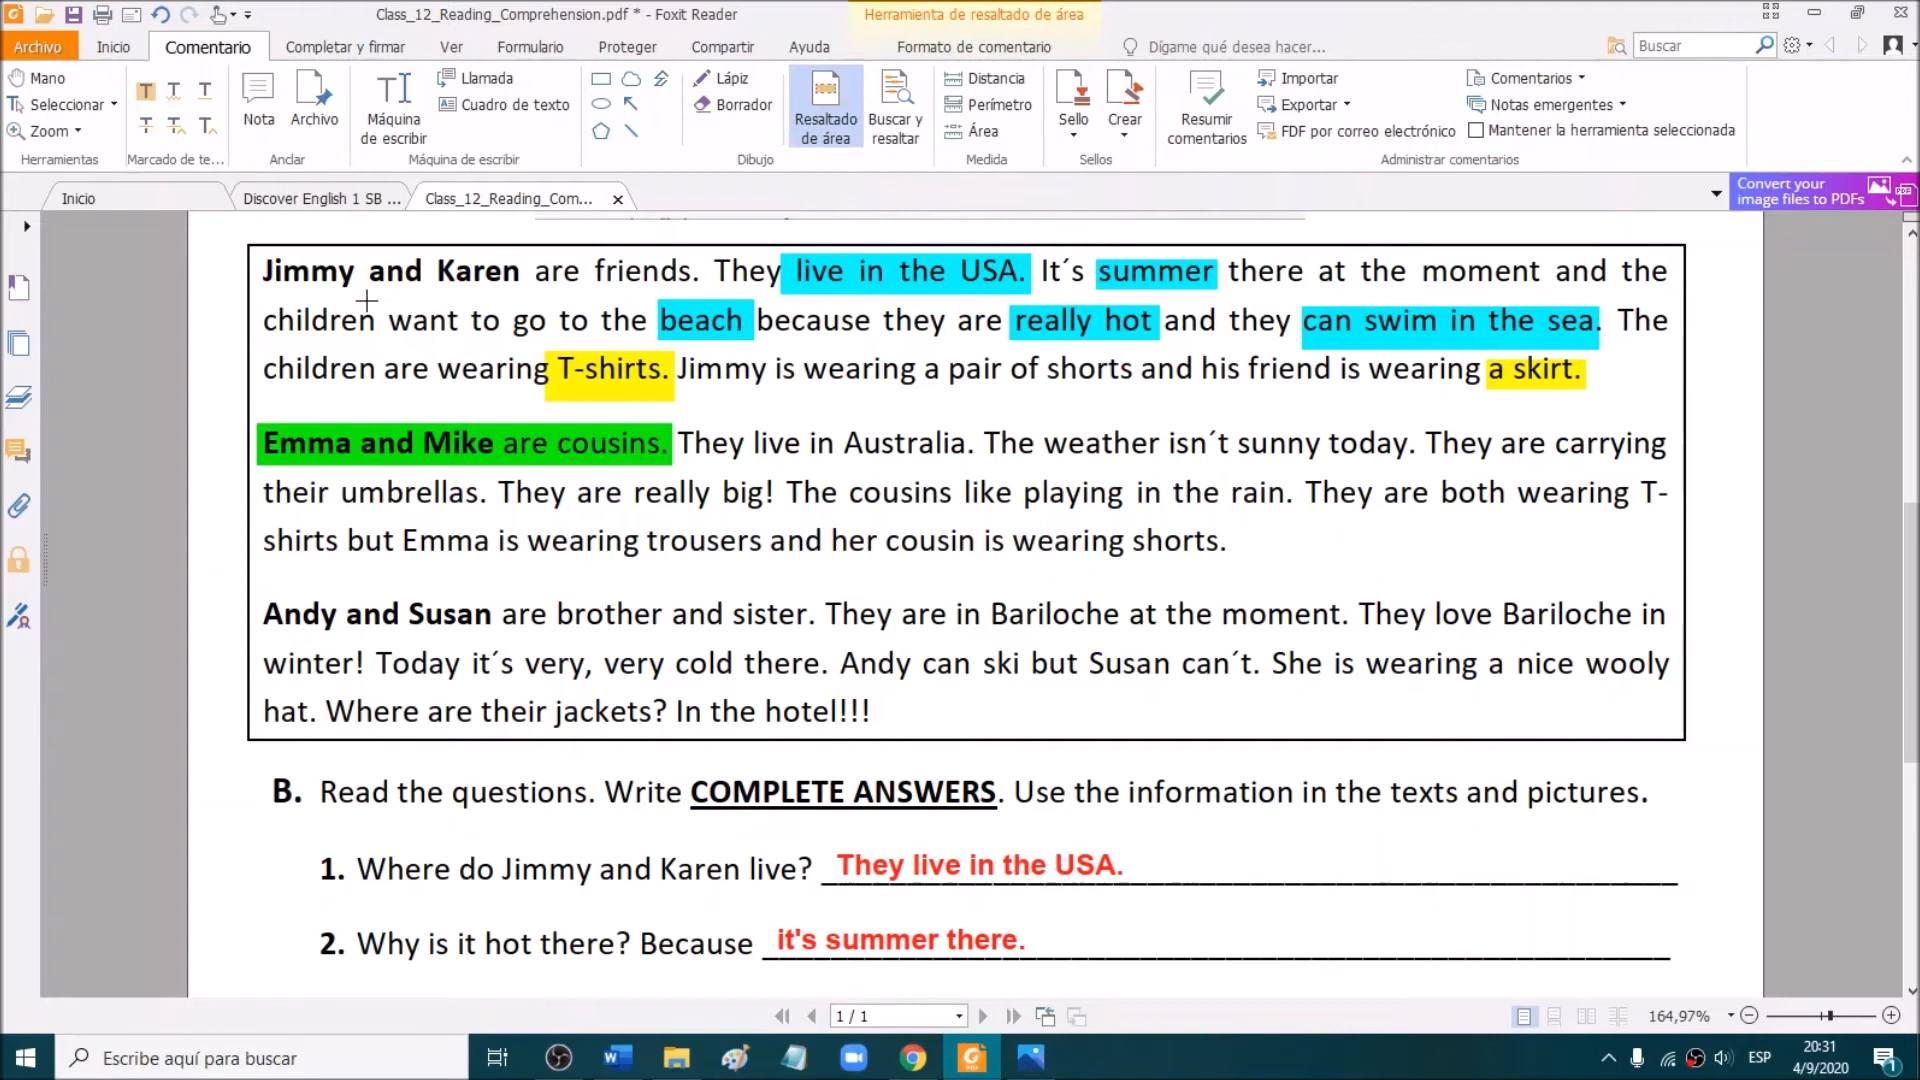 Class_12_Reading_Comprehension.pdf * - Foxit Reader
Herramienta de resaltado de área
Archivo Inicio Comentario Completar y firmar Ver Formulario Proteger Compartir Ayuda Formato de comentario Dígame qué desea hacer... Buscar
Mano
Seleccionar
Zoom
Herramientas
Marcado de te...
Nota
Archivo
Anclar
Máquina
de escribir
Llamada
Cuadro de texto
Máquina de escribir
Lápiz
Borrador
Dibujo
Resaltado
de área
Buscar y
resaltar
Distancia
Perímetro
Área
Medida
Sello
Crear
Sellos
Resumir
comentarios
Importar
Exportar
FDF por correo electrónico
Comentarios
Notas emergentes
Mantener la herramienta seleccionada
Administrar comentarios
Inicio
Discover English 1 SB ...
Class_12_Reading_Com...
Convert your
image files to PDFs
Jimmy and Karen are friends. They live in the USA. It´s summer there at the moment and the
children want to go to the beach because they are really hot and they can swim in the sea. The
children are wearing T-shirts. Jimmy is wearing a pair of shorts and his friend is wearing a skirt.
Emma and Mike are cousins. They live in Australia. The weather isn´t sunny today. They are carrying
their umbrellas. They are really big! The cousins like playing in the rain. They are both wearing T-
shirts but Emma is wearing trousers and her cousin is wearing shorts.
Andy and Susan are brother and sister. They are in Bariloche at the moment. They love Bariloche in
winter! Today it´s very, very cold there. Andy can ski but Susan can´t. She is wearing a nice wooly
hat. Where are their jackets? In the hotel!!!
B. Read the questions. Write COMPLETE ANSWERS. Use the information in the texts and pictures.
1. Where do Jimmy and Karen live? They live in the USA.
2. Why is it hot there? Because it's summer there.
1 / 1
164,97%
Escribe aquí para buscar
ESP
20:31
4/9/2020
1